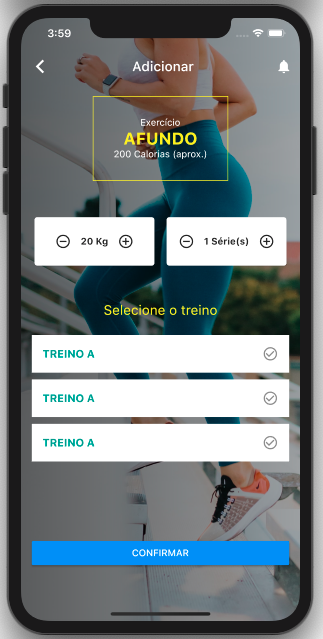 3:59
Adicionar
Exercício
AFUNDO
200 Calorias (aprox.)
20 Kg
1 Série(s)
Selecione o treino
TREINO A
TREINO A
TREINO A
CONFIRMAR